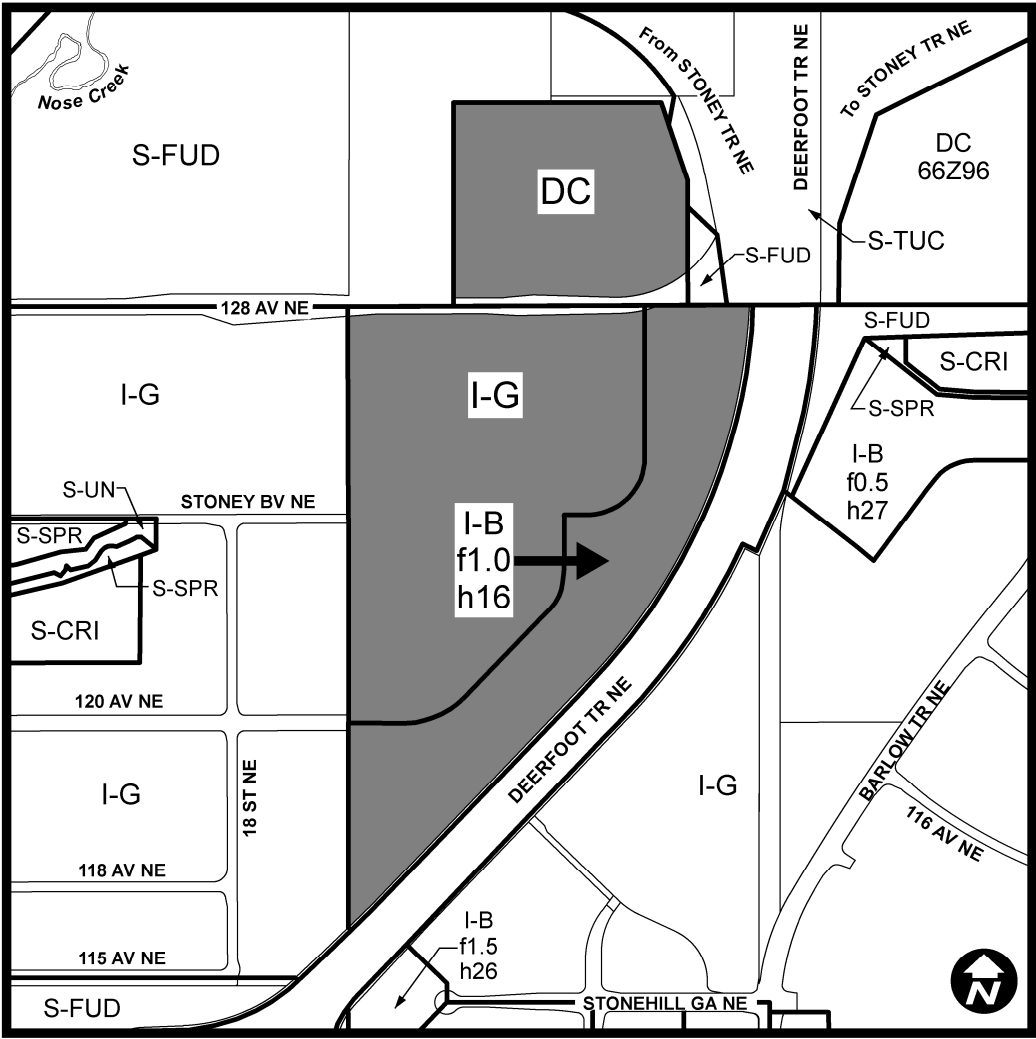 From STONEY TR NE
DEERFOOT TR NE
To STONEY TR NE
Nose Creek
S-FUD
DC
DC
66Z96
S-TUC
S-FUD
128 AV NE
S-FUD
S-CRI
S-SPR
I-G
I-G
I-B
f0.5
h27
S-UN
STONEY BV NE
S-SPR
I-B
f1.0
h16
S-SPR
S-CRI
120 AV NE
DEERFOOT TR NE
BARLOW TR NE
I-G
18 ST NE
I-G
116 AV NE
118 AV NE
I-B
f1.5
h26
115 AV NE
S-FUD
STONEHILL GA NE
N